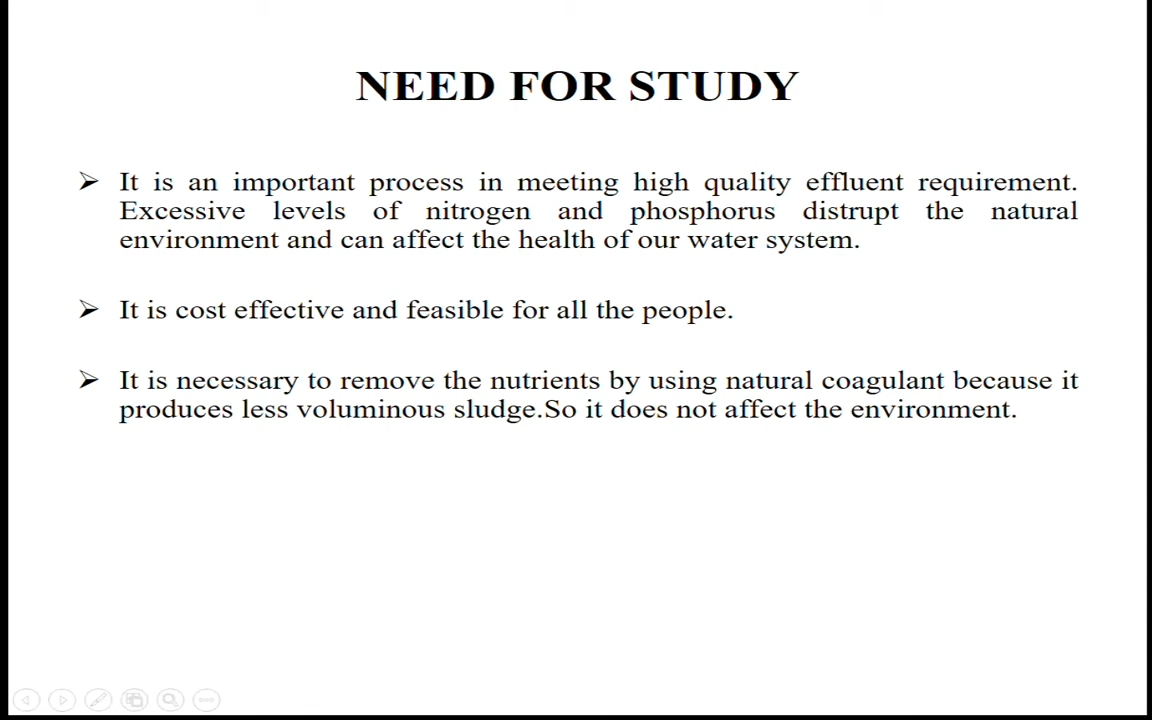 NEED FOR STUDY
➢ It is an important process in meeting high quality effluent requirement.
Excessive levels of nitrogen and phosphorus distrupt the natural
environment and can affect the health of our water system.
➢ It is cost effective and feasible for all the people.
➢ It is necessary to remove the nutrients by using natural coagulant because it
produces less voluminous sludge.So it does not affect the environment.